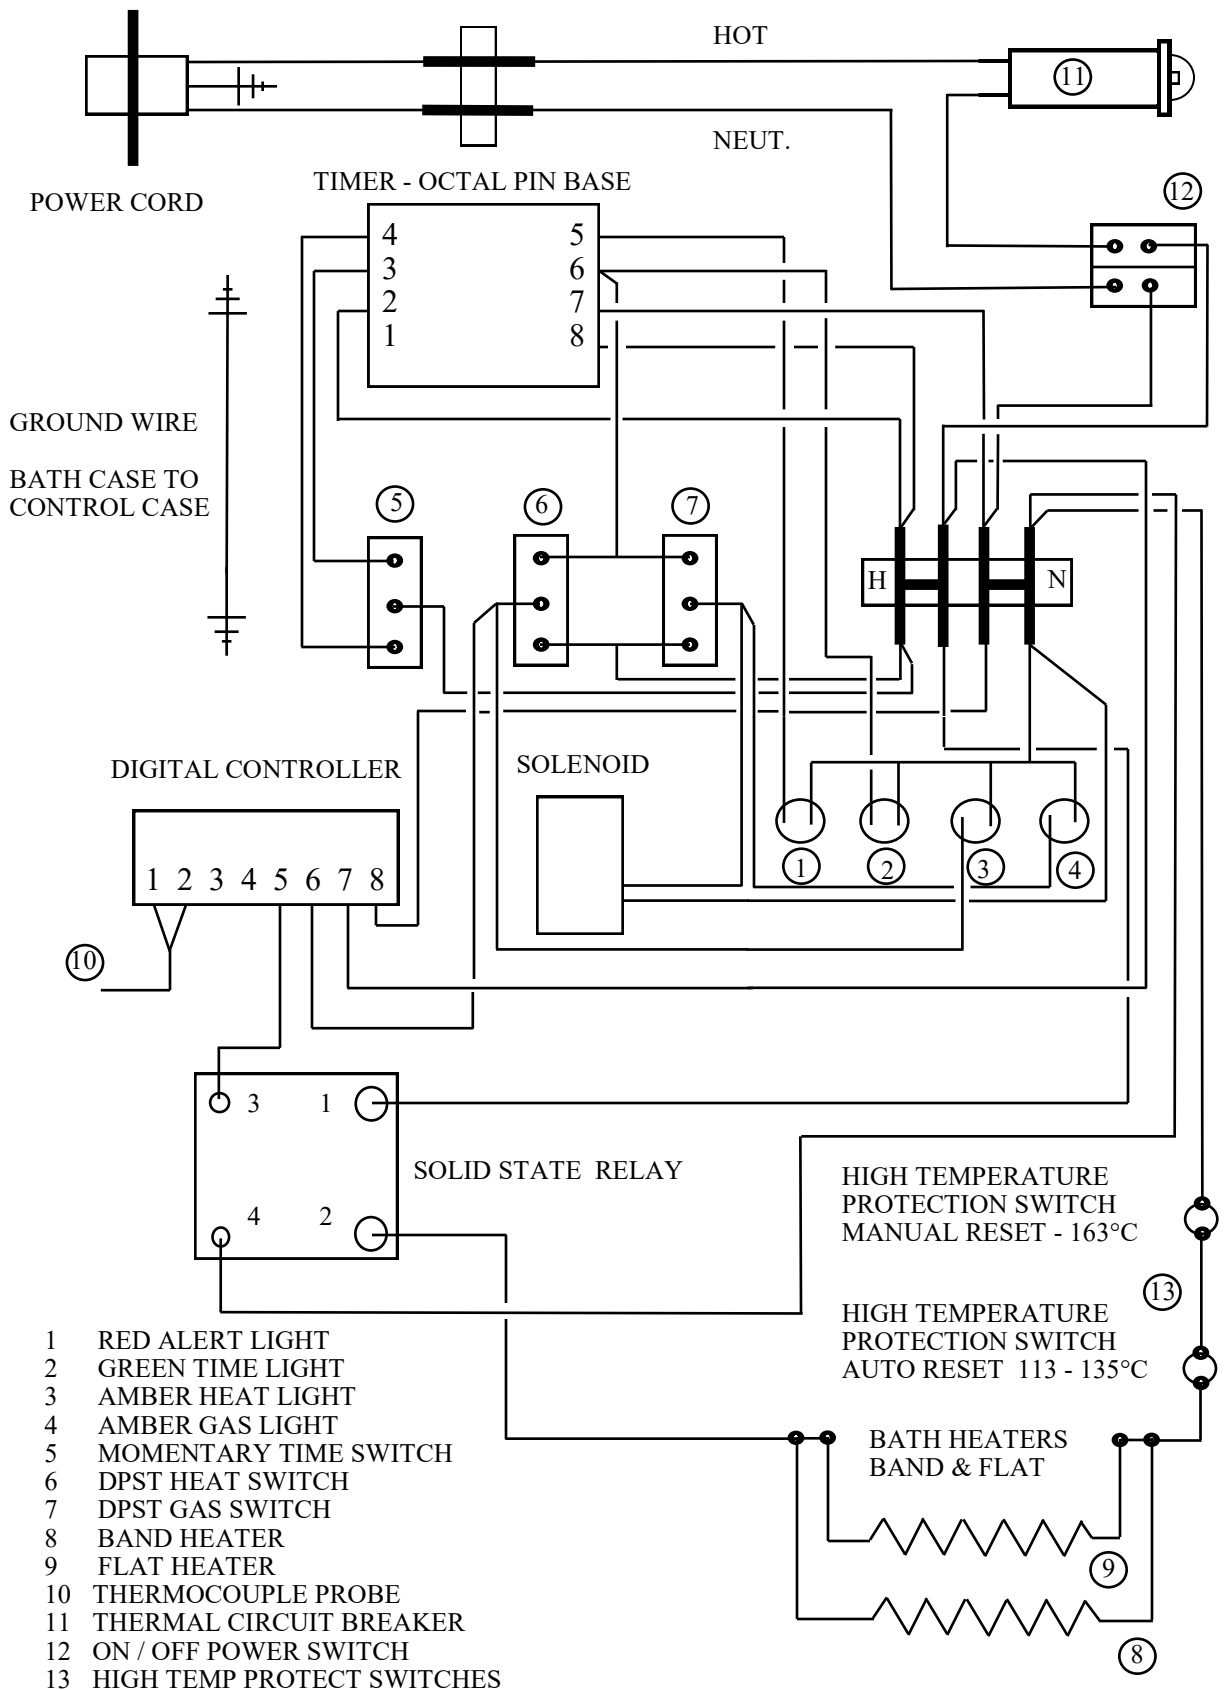 HOT
11
NEUT.
POWER CORD
TIMER - OCTAL PIN BASE
12
4 5
3 6
2 7
1 8
GROUND WIRE
BATH CASE TO
CONTROL CASE
5
6
7
H N
DIGITAL CONTROLLER
SOLENOID
1 2 3 4 5 6 7 8
1 2 3 4
10
3 1
4 2
SOLID STATE RELAY
HIGH TEMPERATURE
PROTECTION SWITCH
MANUAL RESET - 163°C
13
HIGH TEMPERATURE
PROTECTION SWITCH
AUTO RESET 113 - 135°C
BATH HEATERS
BAND & FLAT
9
8
1 RED ALERT LIGHT
2 GREEN TIME LIGHT
3 AMBER HEAT LIGHT
4 AMBER GAS LIGHT
5 MOMENTARY TIME SWITCH
6 DPST HEAT SWITCH
7 DPST GAS SWITCH
8 BAND HEATER
9 FLAT HEATER
10 THERMOCOUPLE PROBE
11 THERMAL CIRCUIT BREAKER
12 ON / OFF POWER SWITCH
13 HIGH TEMP PROTECT SWITCHES